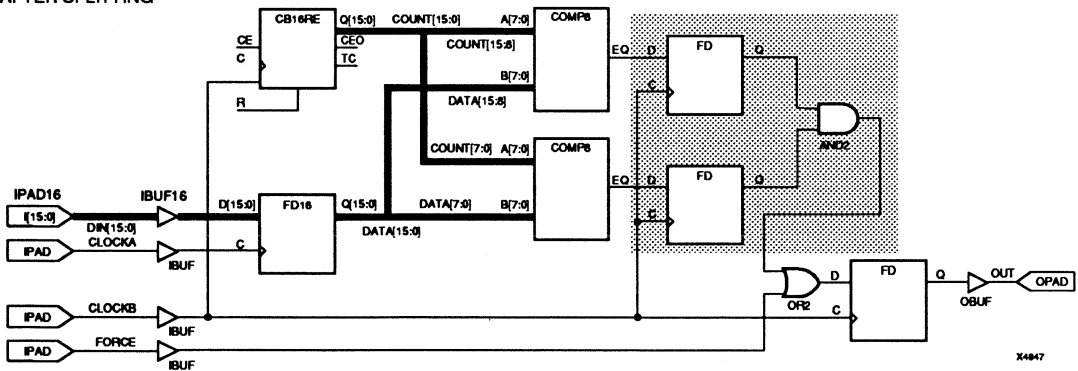 AFTER SPLITTING
CB16RE
Q[15:0]
COUNT[15:0]
A[7:0]
COMP8
CE
CEO
COUNT[15:8]
C
TC
EQ
D
FD
Q
B[7:0]
C
R
DATA[15:8]
AND2
COUNT[7:0]
A[7:0]
COMP8
IPAD16
IBUF16
EQ
D
FD
Q
I[15:0]
D[15:0]
FD16
Q[15:0]
DATA[7:0]
B[7:0]
C
DIN[15:0]
DATA[15:0]
IPAD
CLOCKA
C
IBUF
FD
D
Q
OUT
OPAD
OR2
OBUF
IPAD
CLOCKB
C
IBUF
IPAD
FORCE
IBUF
X4847